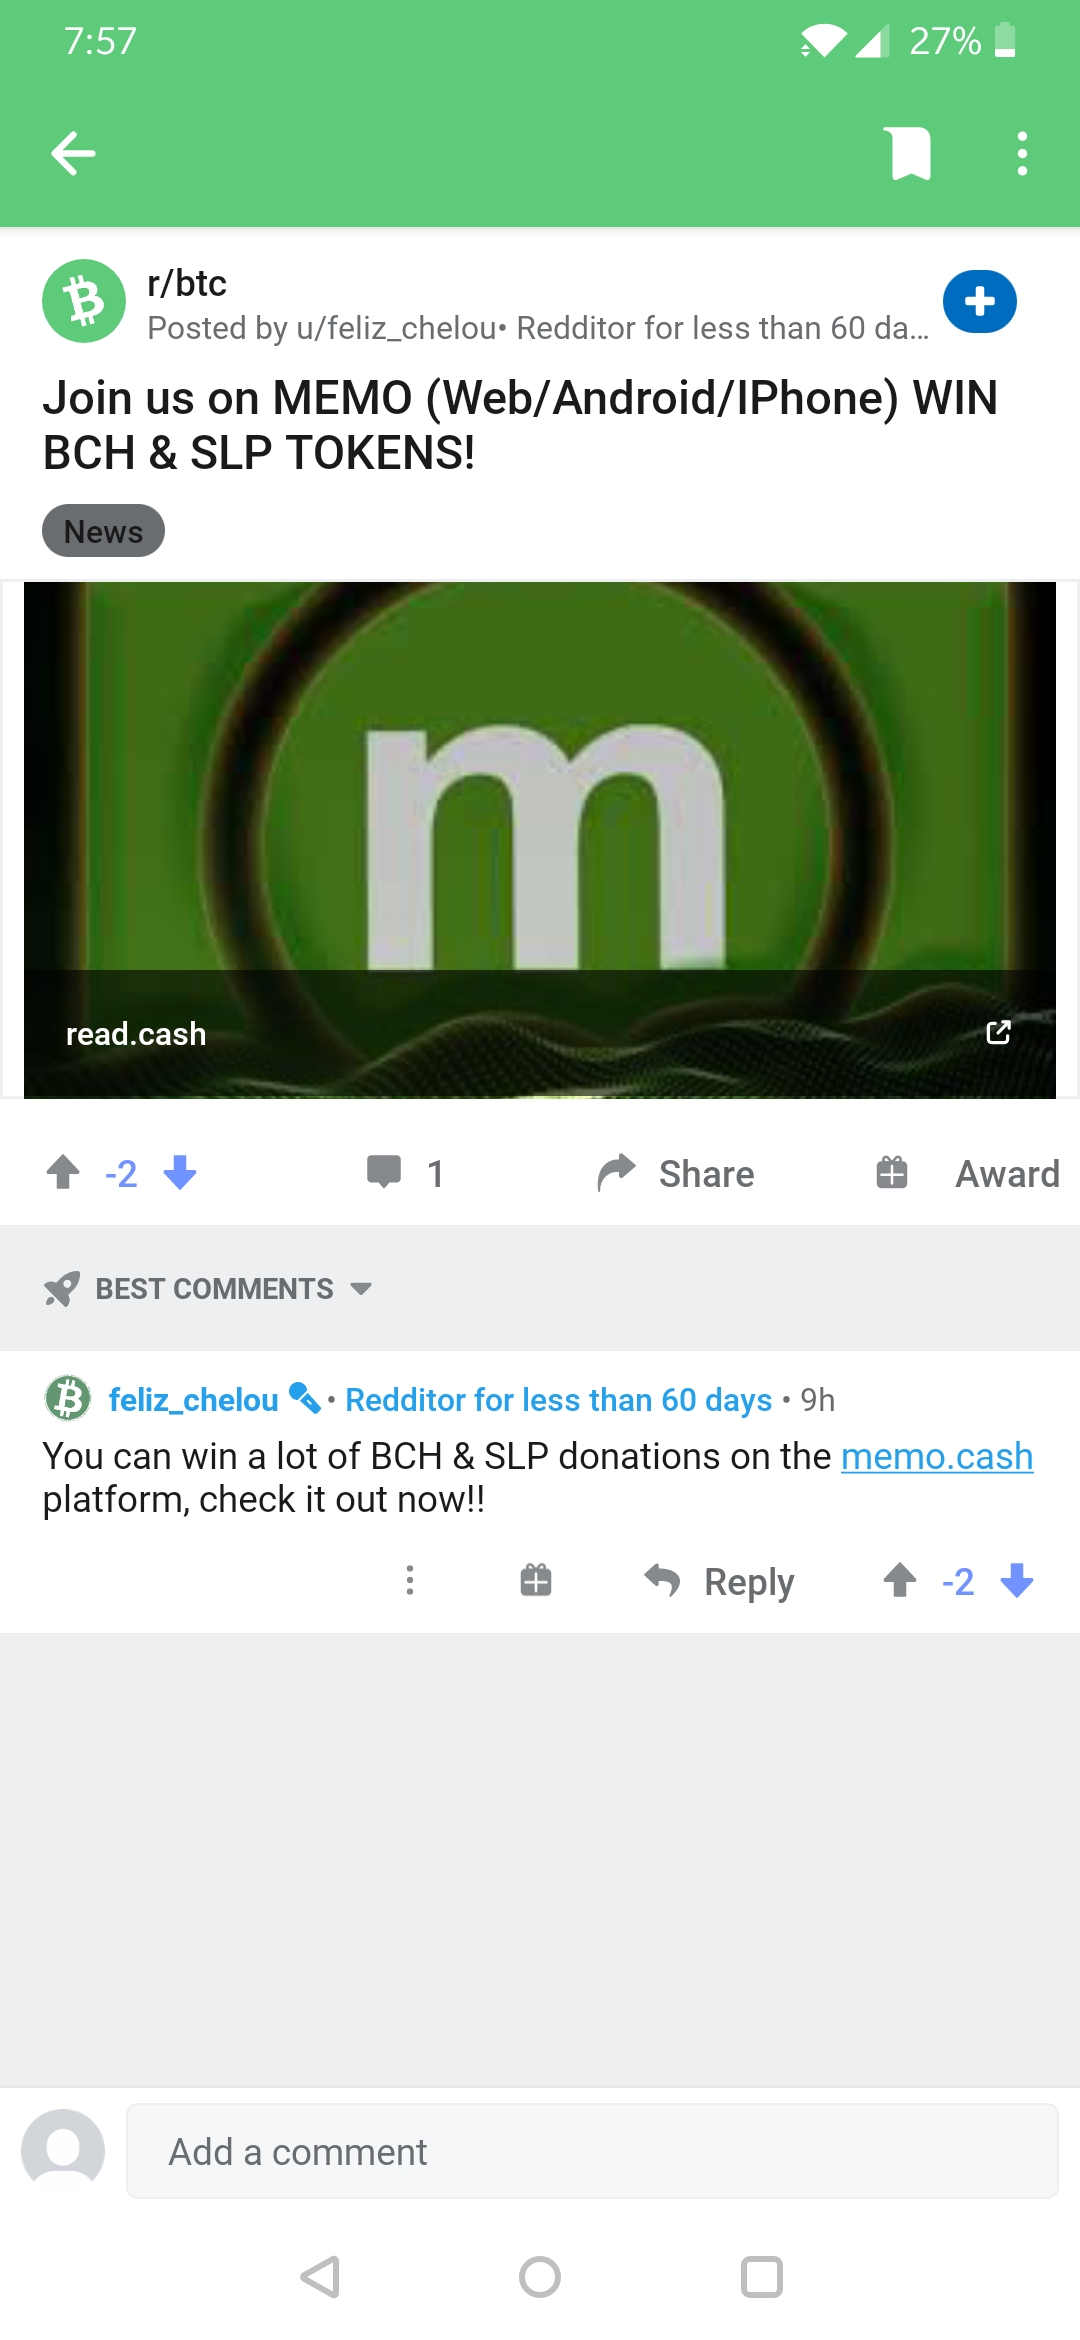 7:57
27%
r/btc
Posted by u/feliz_chelou• Redditor for less than 60 da...
Join us on MEMO (Web/Android/IPhone) WIN
BCH & SLP TOKENS!
News
m
read.cash
-2
1
Share
Award
BEST COMMENTS
feliz_chelou • Redditor for less than 60 days • 9h
You can win a lot of BCH & SLP donations on the memo.cash
platform, check it out now!!
Reply
-2
Add a comment